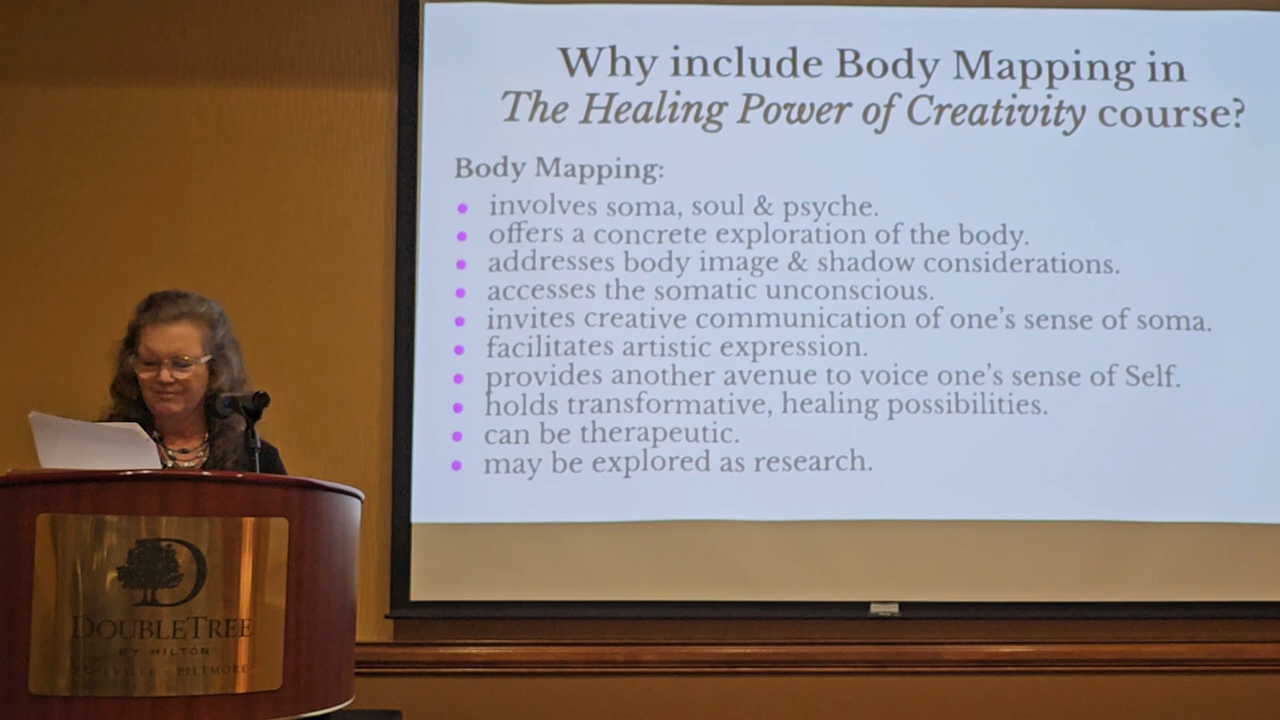 Why include Body Mapping in
The Healing Power of Creativity course?
Body Mapping:
• involves soma, soul & psyche.
• offers a concrete exploration of the body.
• addresses body image & shadow considerations.
• accesses the somatic unconscious.
• invites creative communication of one's sense of soma.
• facilitates artistic expression.
• provides another avenue to voice one's sense of Self.
• holds transformative, healing possibilities.
• can be therapeutic.
• may be explored as research.
D
DOUBLETREE
BY HILTON
BILTMORE